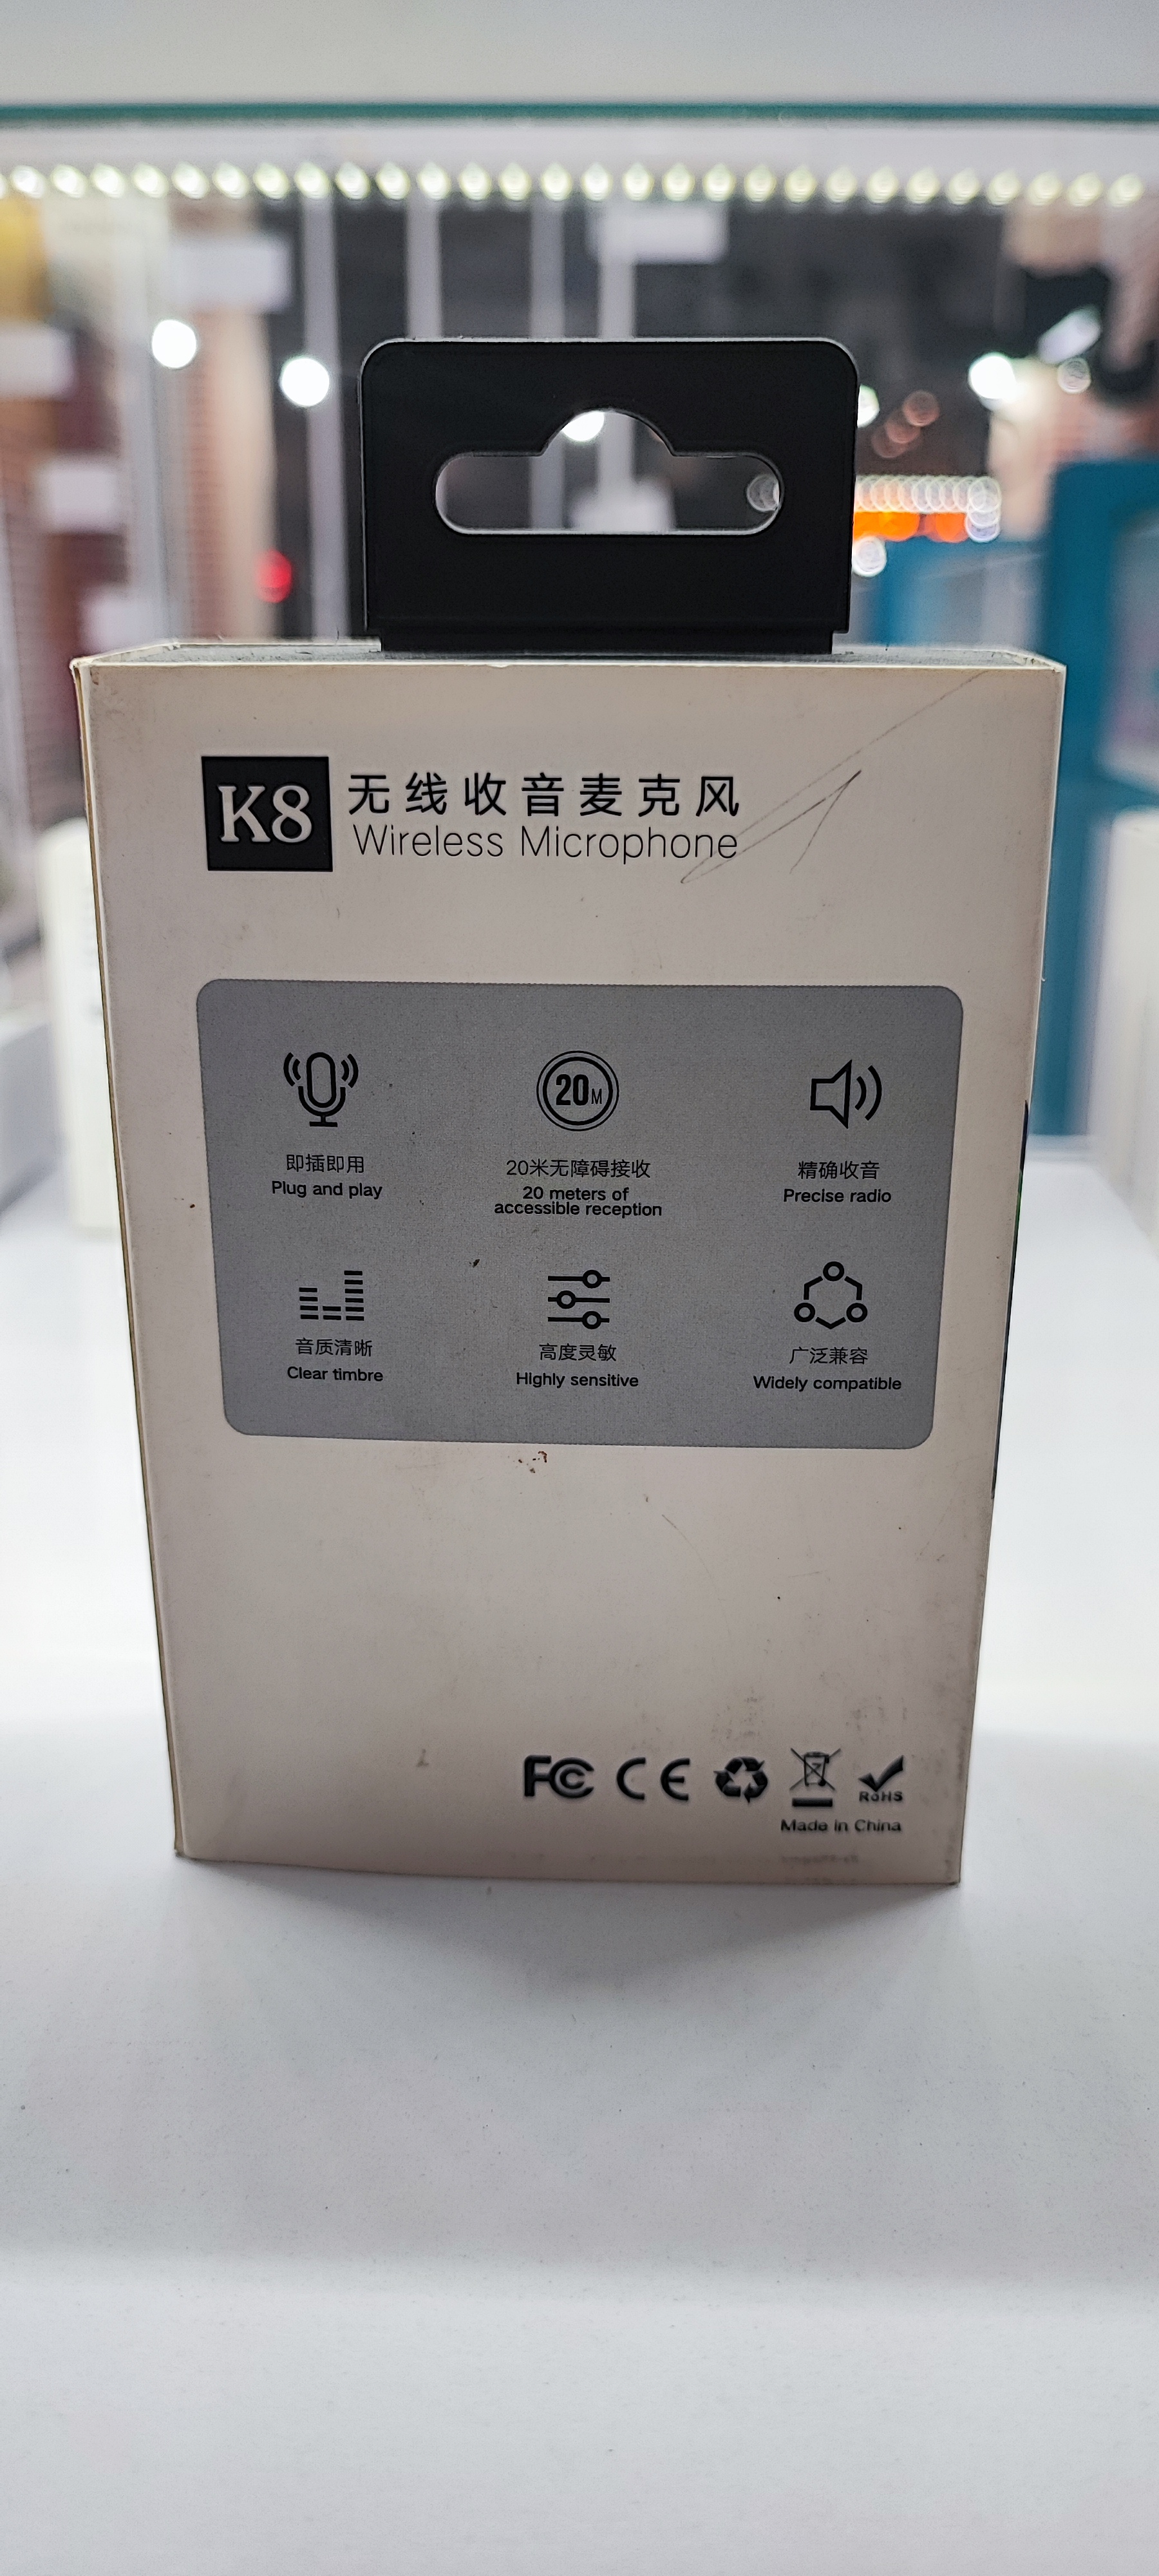 K8
无线收音麦克风
Wireless Microphone
即插即用
Plug and play
20M
20米无障碍接收
20 meters of
accessible reception
精确收音
Precise radio
音质清晰
Clear timbre
高度灵敏
Highly sensitive
广泛兼容
Widely compatible
FC CE RoHS
Made in China